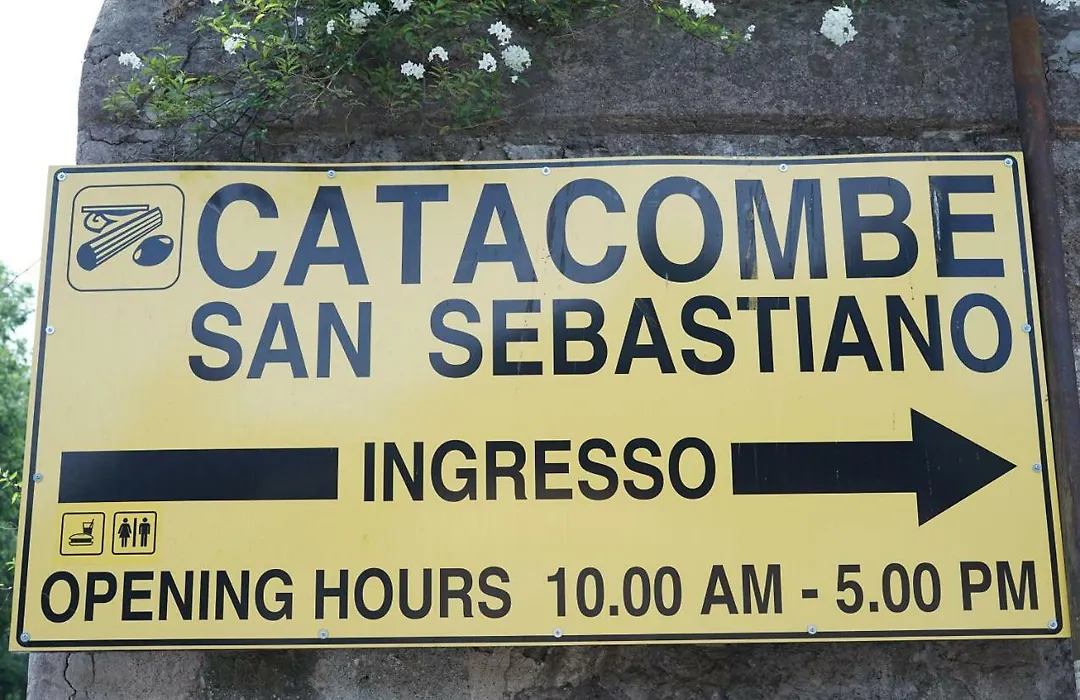 CATACOMBE
SAN SEBASTIANO
INGRESSO
OPENING HOURS 10.00 AM - 5.00 PM